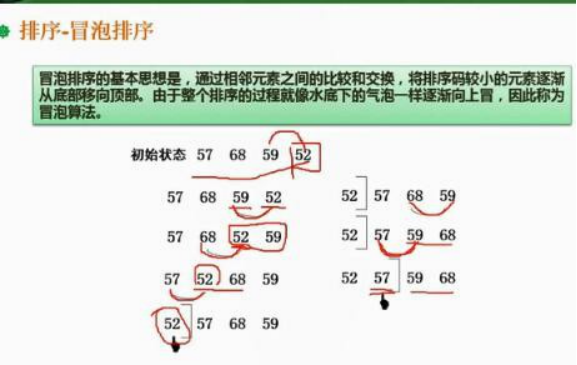 排序-冒泡排序
冒泡排序的基本思想是，通过相邻元素之间的比较和交换，将排序码较小的元素逐渐
从底部移向顶部。由于整个排序的过程就像水底下的气泡一样逐渐向上冒，因此称为
冒泡算法。
初始状态 57 68 59 52
57 68 59 52
57 68 52 59
57 52 68 59
52] 57 68 59
52] 57 68 59
52] 57 59 68
52 57] 59 68